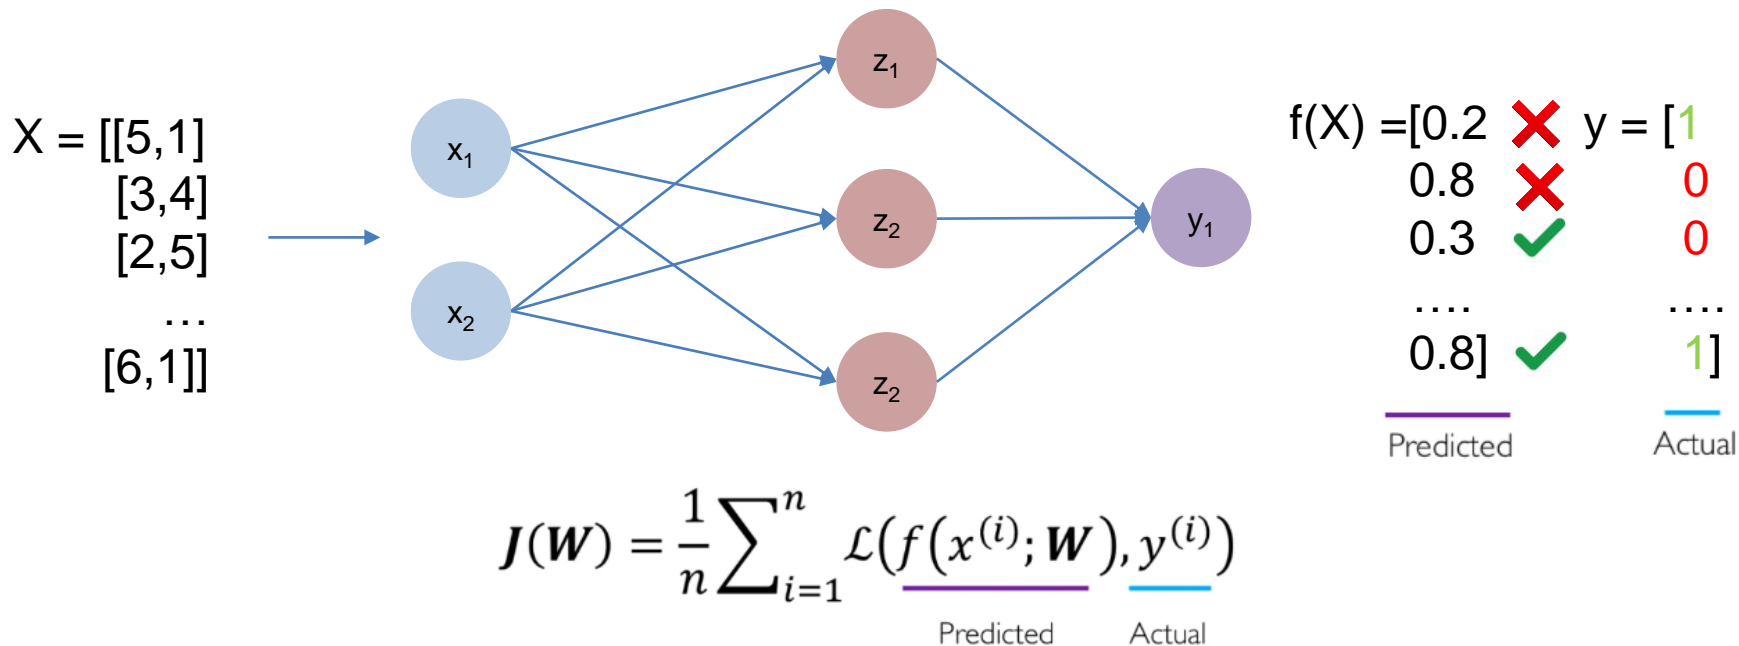 X = [[5,1]
[3,4]
[2,5]
...
[6,1]]
x1
x2
z1
z2
z2
y1
f(X) =[0.2 ❌ y = [1
0.8 ❌ 0
0.3 ✔ 0
.... ....
0.8] ✔ 1]
Predicted Actual
J(W) = 1/n ∑ⁿᵢ₌₁ ℒ(f(x⁽ⁱ⁾; W), y⁽ⁱ⁾)
Predicted Actual